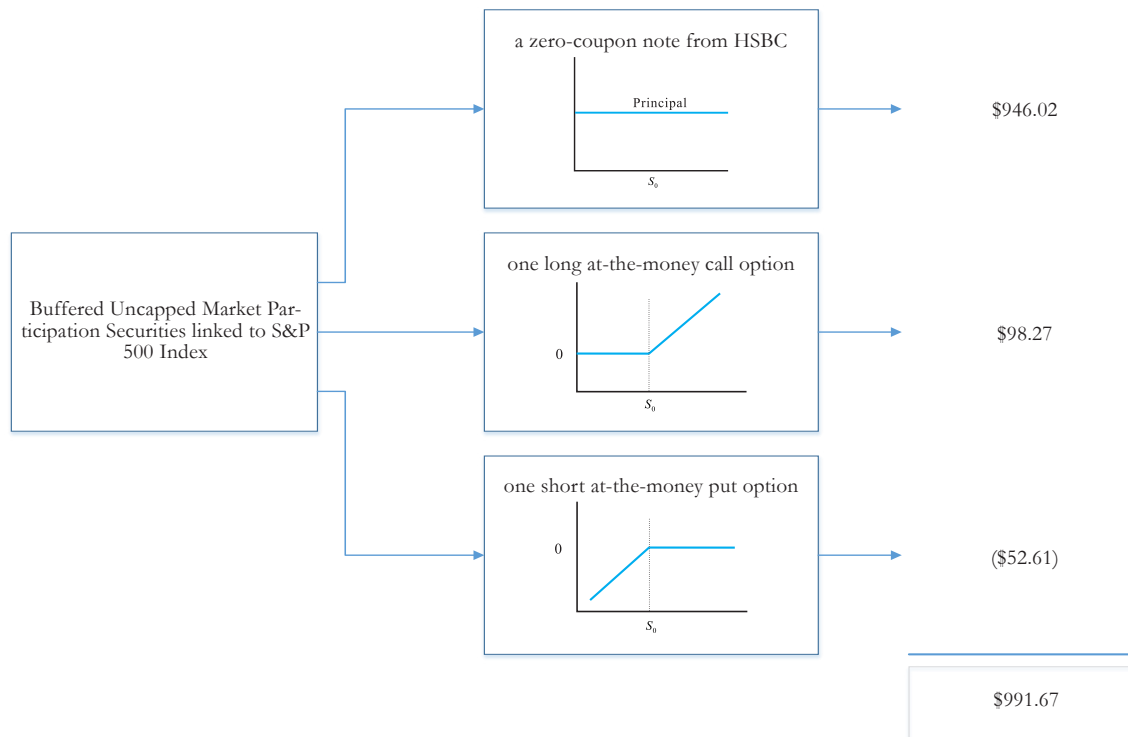 a zero-coupon note from HSBC
Principal
S₀
$946.02
Buffered Uncapped Market Par-
ticipation Securities linked to S&P
500 Index
one long at-the-money call option
0
S₀
$98.27
one short at-the-money put option
0
S₀
($52.61)
$991.67